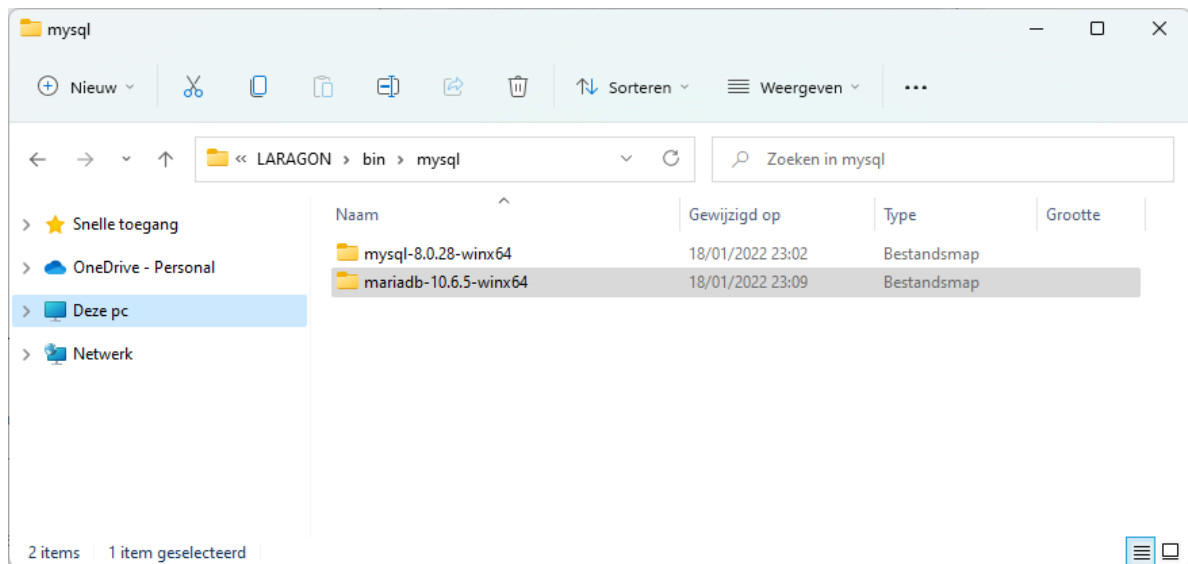 mysql
Nieuw Sorteren Weergeven
« LARAGON > bin > mysql Zoeken in mysql
Naam Gewijzigd op Type Grootte
Snelle toegang
OneDrive - Personal
Deze pc
Netwerk
mysql-8.0.28-winx64 18/01/2022 23:02 Bestandsmap
mariadb-10.6.5-winx64 18/01/2022 23:09 Bestandsmap
2 items 1 item geselecteerd